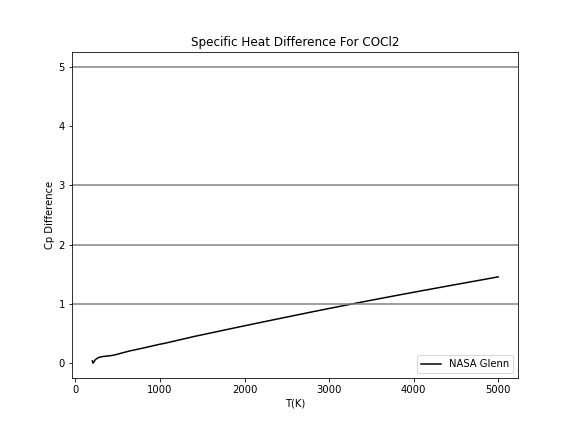 Specific Heat Difference For COCl2
5
4
3
2
1
0
Cp Difference
0 1000 2000 3000 4000 5000
T(K)
NASA Glenn